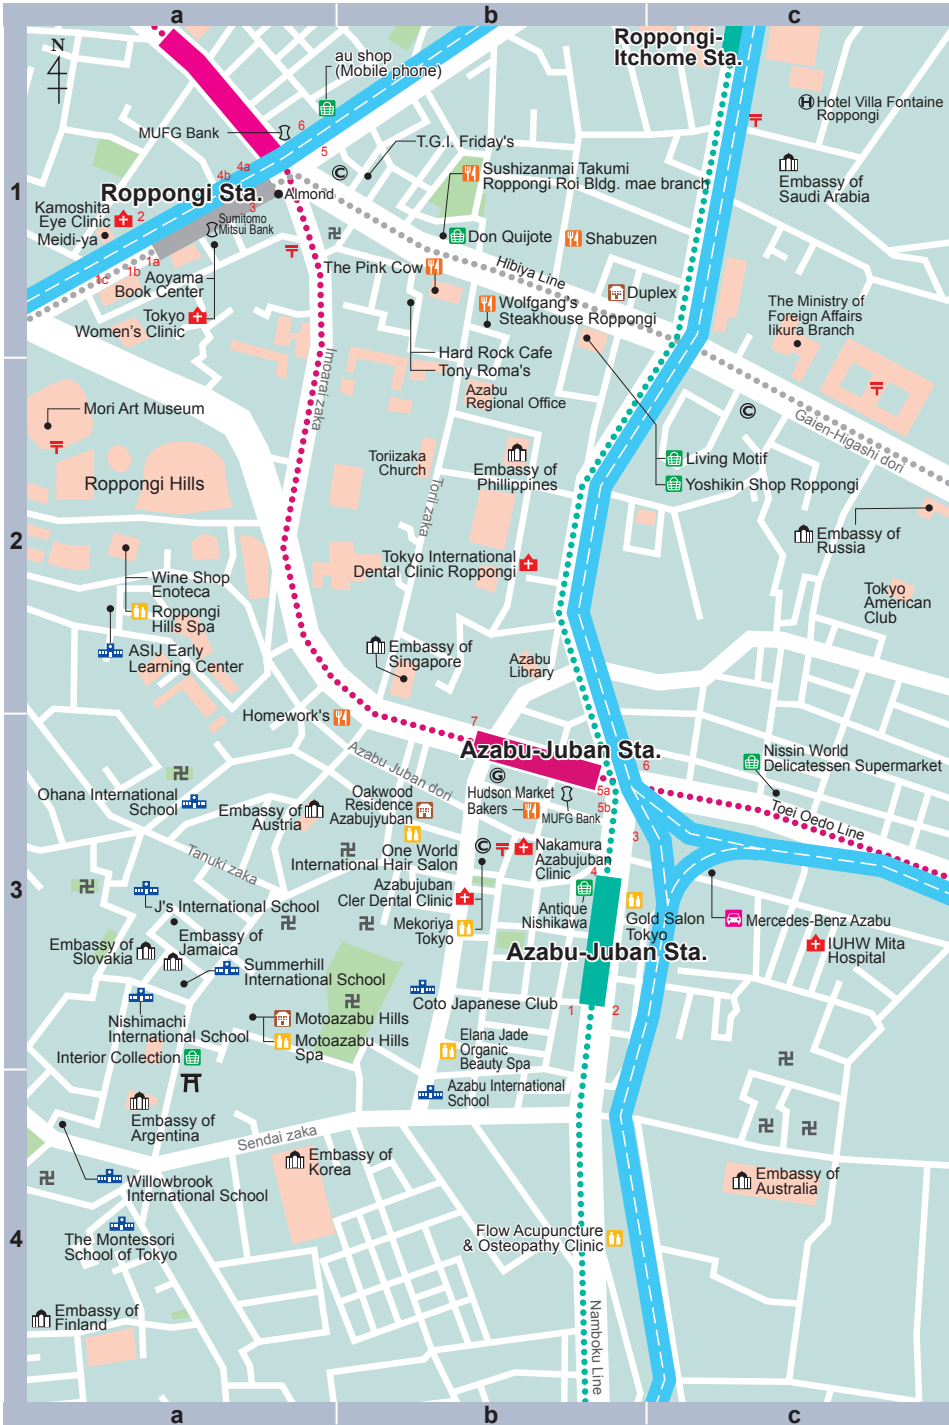 a
b
c
N
Roppongi-
Itchome Sta.
au shop
(Mobile phone)
H
Hotel Villa Fontaine
Roppongi
MUFG Bank
6
5
T.G.I. Friday's
4a
4b
C
Sushizanmai Takumi
Roppongi Roi Bldg. mae branch
Embassy of
Saudi Arabia
1
Roppongi Sta.
Almond
3
Kamoshita
Eye Clinic
2
Meidi-ya
Sumitomo
Mitsui Bank
Don Quijote
Shabuzen
1a
1b
1c
The Pink Cow
Hibiya Line
Aoyama
Book Center
Duplex
Wolfgang's
Steakhouse Roppongi
The Ministry of
Foreign Affairs
Iikura Branch
Tokyo
Women's Clinic
Hard Rock Cafe
Tony Roma's
Imoarai zaka
Azabu
Regional Office
Mori Art Museum
C
Gaien-Higashi dori
Toriizaka
Church
Embassy of
Phillippines
Living Motif
Yoshikin Shop Roppongi
Roppongi Hills
Torii zaka
2
Embassy of
Russia
Tokyo International
Dental Clinic Roppongi
Wine Shop
Enoteca
Roppongi
Hills Spa
Tokyo
American
Club
ASIJ Early
Learning Center
Embassy of
Singapore
Azabu
Library
Homework's
7
Azabu-Juban Sta.
6
Nissin World
Delicatessen Supermarket
Azabu Juban dori
G
5a
5b
Ohana International
School
Embassy of
Austria
Oakwood
Residence
Azabujyuban
Hudson Market
Bakers
MUFG Bank
Toei Oedo Line
3
Tanuki zaka
One World
International Hair Salon
C
Nakamura
Azabujuban
Clinic
4
3
J's International School
Azabujuban
Cler Dental Clinic
Antique
Nishikawa
Gold Salon
Tokyo
Mercedes-Benz Azabu
Mekoriya
Tokyo
Embassy of
Slovakia
Embassy of
Jamaica
Azabu-Juban Sta.
IUHW Mita
Hospital
Summerhill
International School
Coto Japanese Club
1
2
Nishimachi
International School
Motoazabu Hills
Motoazabu Hills
Spa
Interior Collection
Elana Jade
Organic
Beauty Spa
Azabu International
School
Embassy of
Argentina
Sendai zaka
Embassy of
Korea
Willowbrook
International School
Embassy of
Australia
4
The Montessori
School of Tokyo
Flow Acupuncture
& Osteopathy Clinic
Embassy of
Finland
Namboku Line
a
b
c